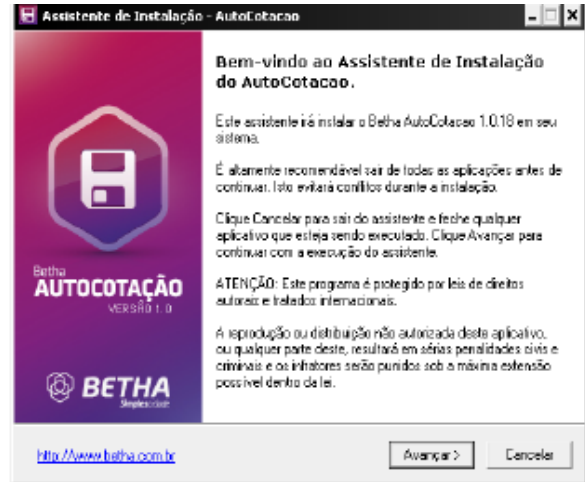 Assistente de Instalação - AutoCotacao
Bem-vindo ao Assistente de Instalação
do AutoCotacao.
Este assistente irá instalar o Betha AutoCotacao 1.0.18 em seu
sistema.
É altamente recomendável sair de todas as aplicações antes de
continuar. Isto evitará conflitos durante a instalação.
Clique Cancelar para sair do assistente e feche qualquer
aplicativo que esteja sendo executado. Clique Avançar para
continuar com a execução do assistente.
ATENÇÃO: Este programa é protegido por leis de direitos
autorais e tratados internacionais.
A reprodução ou distribuição não autorizada deste aplicativo,
ou qualquer parte deste, resultará em sérias penalidades civis e
criminais e os infratores serão punidos sob a máxima extensão
possível dentro da lei.
Betha
AUTOCOTAÇÃO
VERSÃO 1.0
BETHA
http://www.betha.com.br
Avançar >
Cancelar